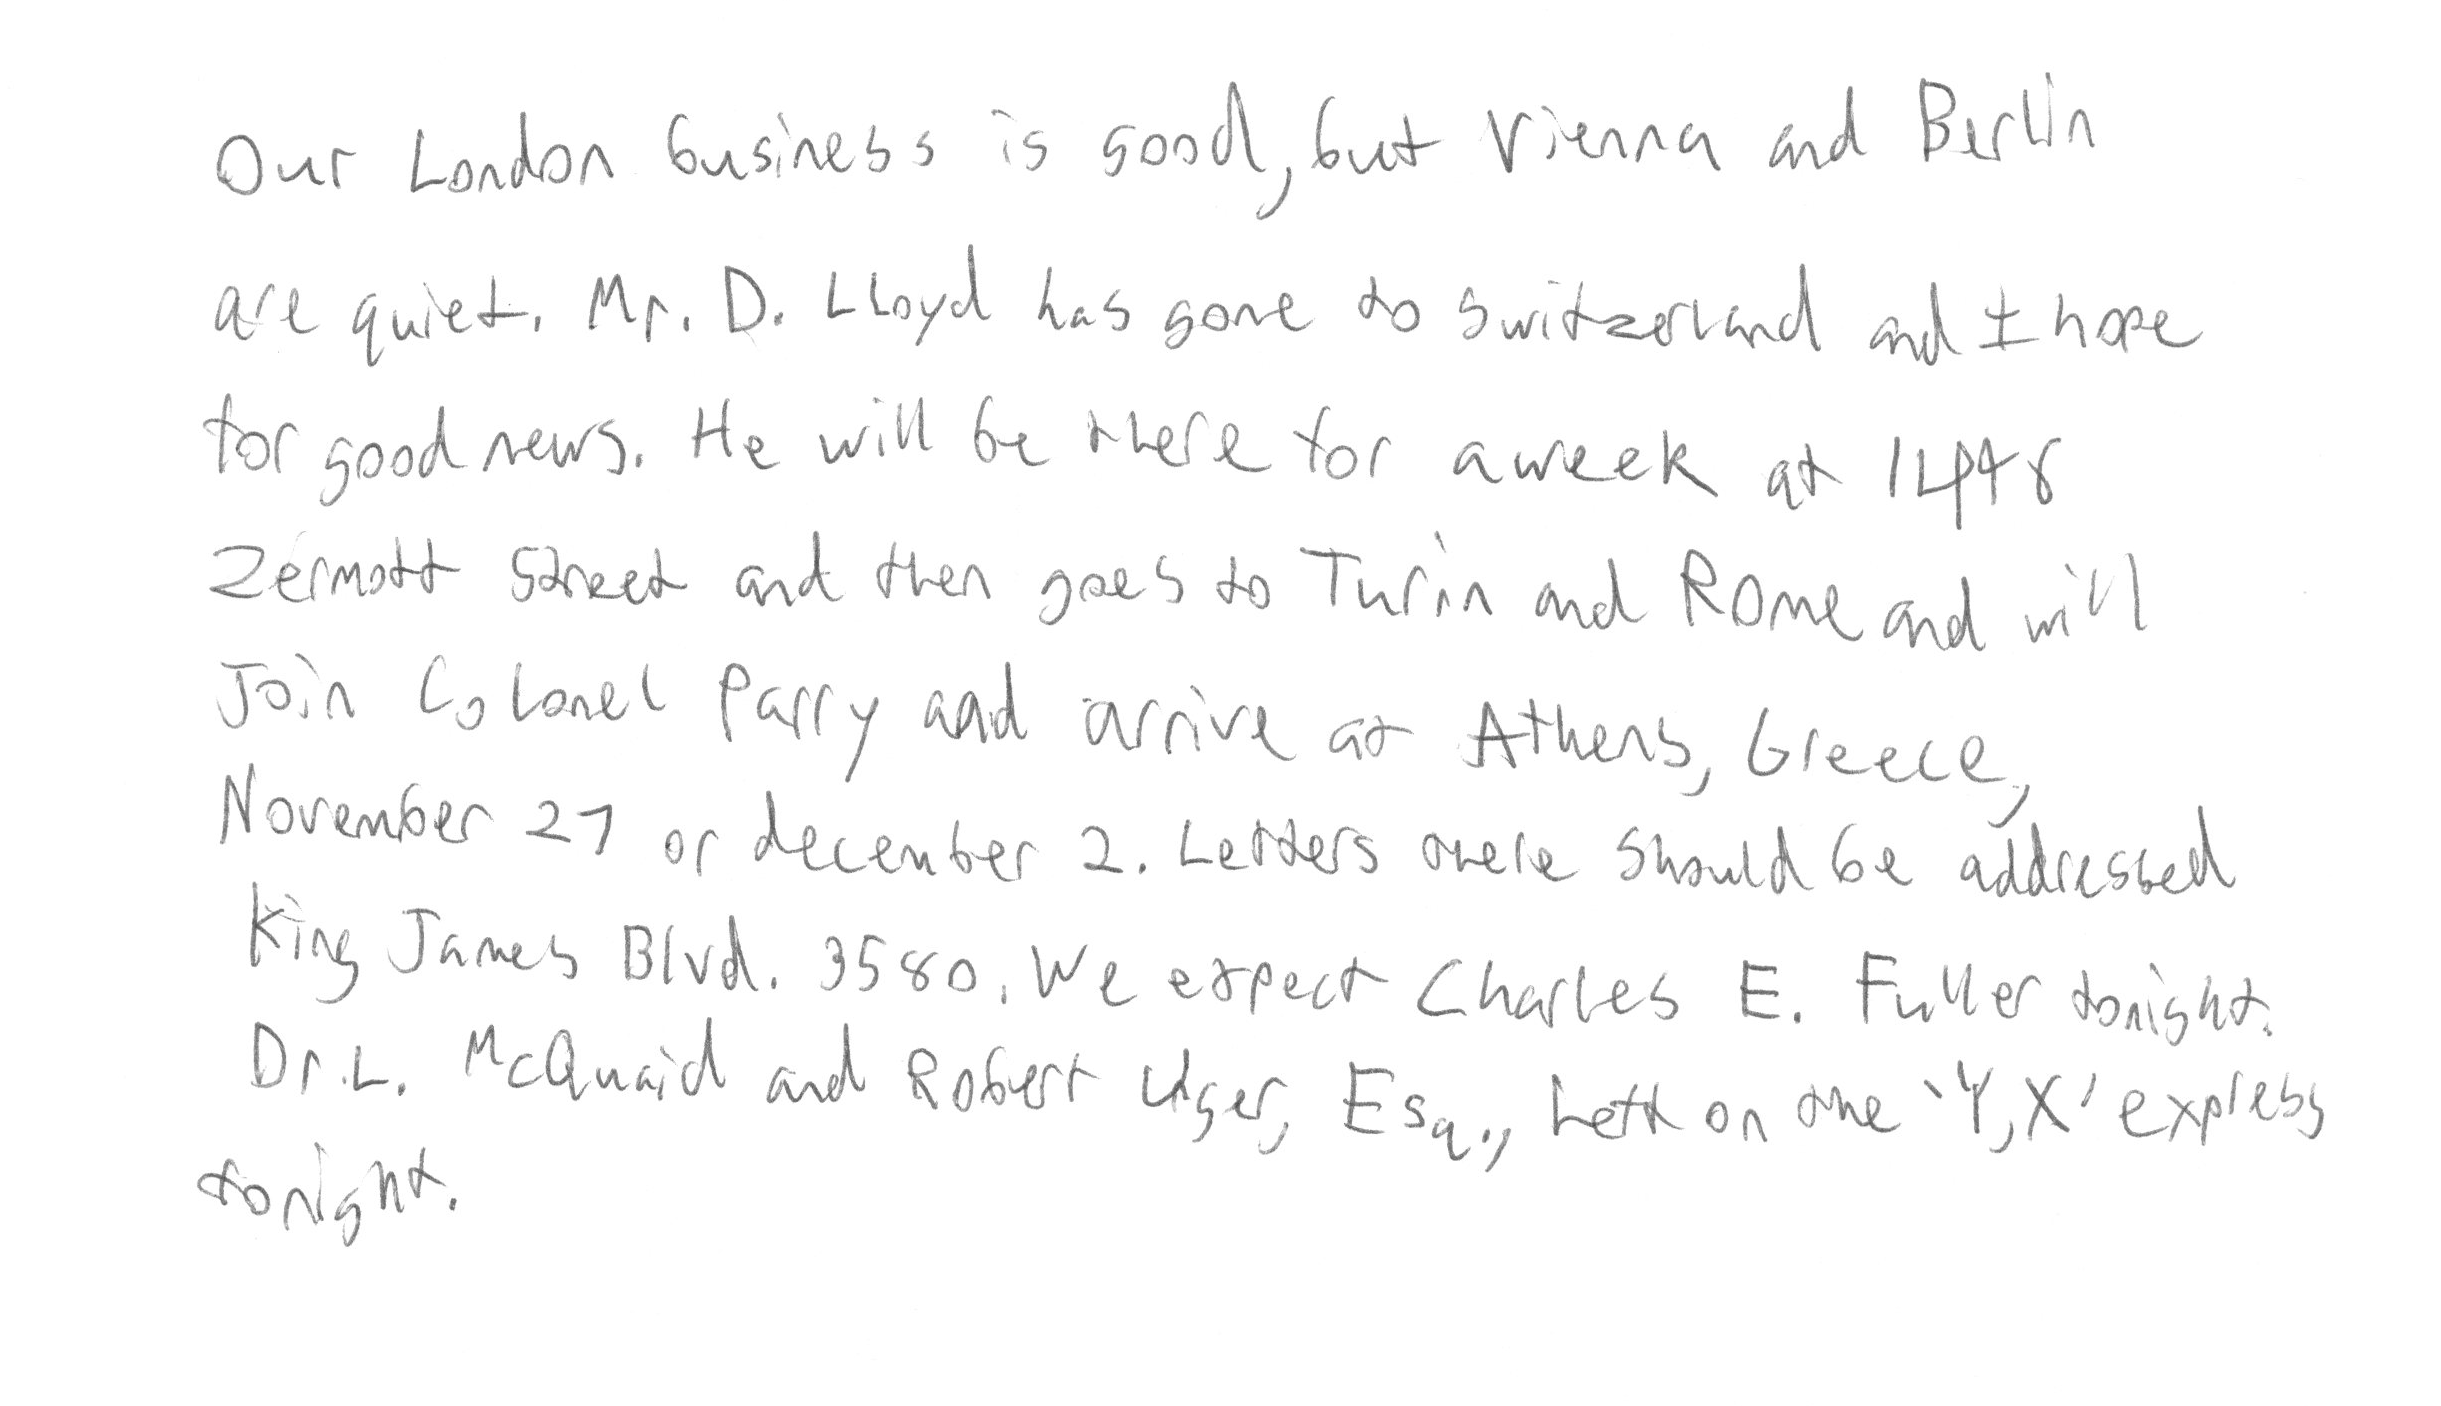 Our London business is good, but Vienna and Berlin
are quiet. Mr. D. Lloyd has gone to Switzerland and I hope
for good news. He will be there for a week at 1448
Zermott Street and then goes to Turin and Rome and will
Join Colonel Parry and arrive at Athens, Greece,
November 27 or december 2. Letters there should be addressed
King James Blvd. 3580. We expect Charles E. Fuller tonight.
Dr. L. McQuaid and Robert Unger, Esq., Left on the 'Y,X' express
tonight.